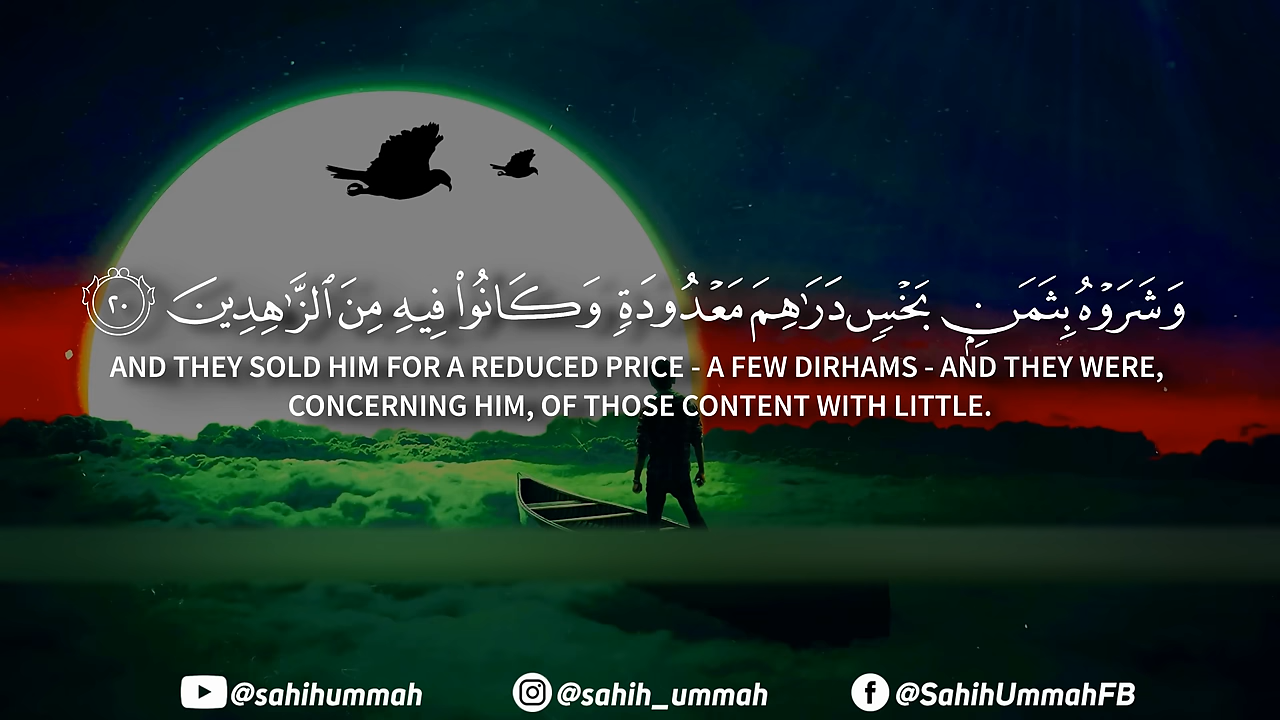 وَشَرَوْهُ بِثَمَنٍۭ بَخْسٍ دَرَٰهِمَ مَعْدُودَةٍ وَكَانُوا۟ فِيهِ مِنَ ٱلزَّٰهِدِينَ ٢٠
AND THEY SOLD HIM FOR A REDUCED PRICE - A FEW DIRHAMS - AND THEY WERE,
CONCERNING HIM, OF THOSE CONTENT WITH LITTLE.
@sahihummah @sahih_ummah @SahihUmmahFB